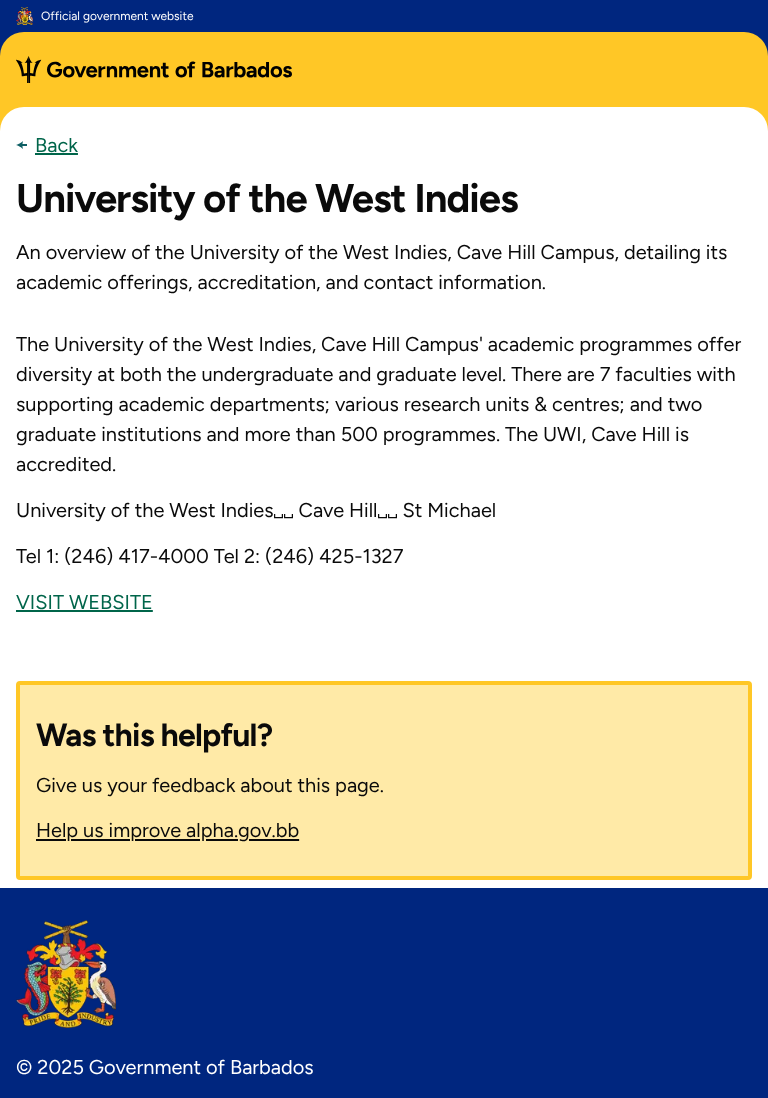 Official government website
Government of Barbados
Back
University of the West Indies
An overview of the University of the West Indies, Cave Hill Campus, detailing its
academic offerings, accreditation, and contact information.
The University of the West Indies, Cave Hill Campus' academic programmes offer
diversity at both the undergraduate and graduate level. There are 7 faculties with
supporting academic departments; various research units & centres; and two
graduate institutions and more than 500 programmes. The UWI, Cave Hill is
accredited.
University of the West Indies␣␣ Cave Hill␣␣ St Michael
Tel 1: (246) 417-4000 Tel 2: (246) 425-1327
VISIT WEBSITE
Was this helpful?
Give us your feedback about this page.
Help us improve alpha.gov.bb
PRIDE AND INDUSTRY
© 2025 Government of Barbados